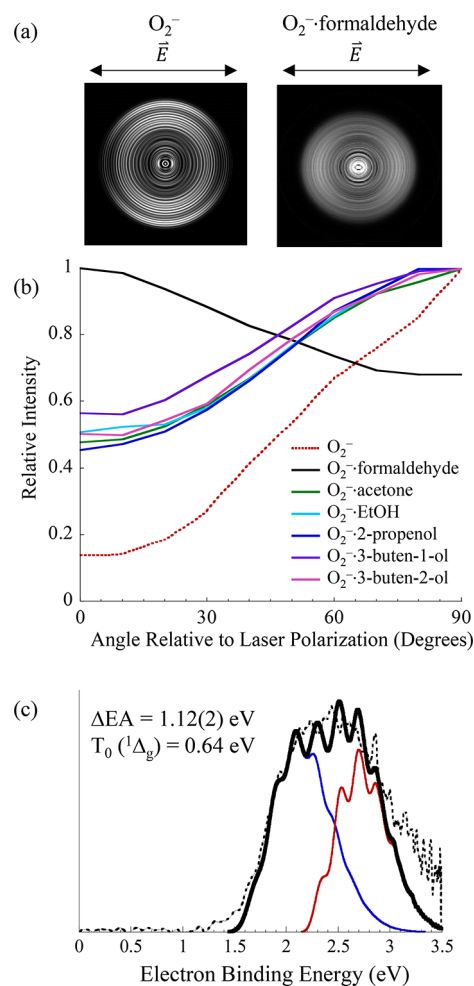 (a)
O₂⁻
O₂⁻·formaldehyde
E⃗
E⃗
(b)
1
0.8
0.6
0.4
0.2
0
Relative Intensity
O₂⁻
O₂⁻·formaldehyde
O₂⁻·acetone
O₂⁻·EtOH
O₂⁻·2-propenol
O₂⁻·3-buten-1-ol
O₂⁻·3-buten-2-ol
0 30 60 90
Angle Relative to Laser Polarization (Degrees)
(c)
ΔEA = 1.12(2) eV
T₀ (¹Δg) = 0.64 eV
0 0.5 1 1.5 2 2.5 3 3.5
Electron Binding Energy (eV)